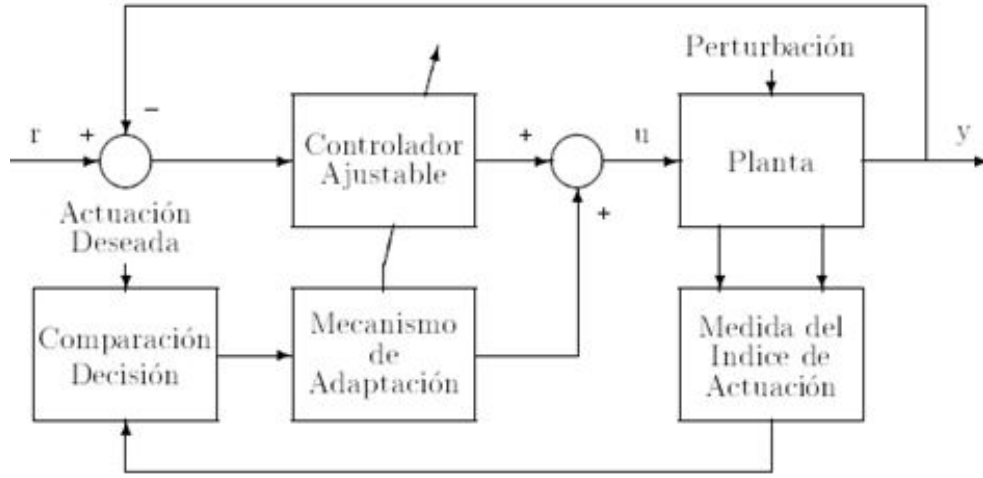 Perturbación
−
r
+
Controlador
Ajustable
+
u
Planta
y
+
Actuación
Deseada
Comparación
Decisión
Mecanismo
de
Adaptación
Medida del
Indice de
Actuación